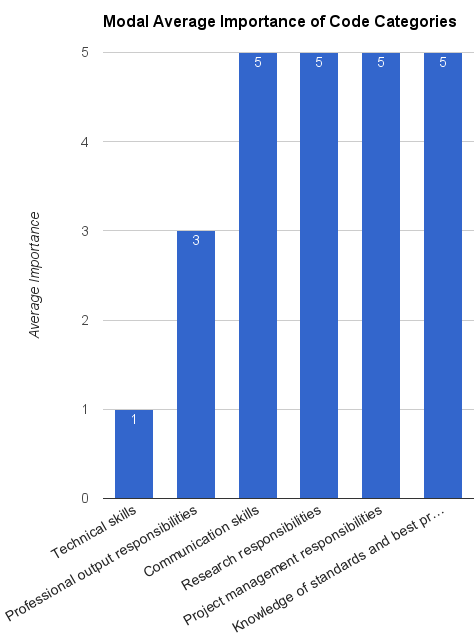 Modal Average Importance of Code Categories
Average Importance
5
4
3
2
1
0
1
3
5
5
5
5
Technical skills
Professional output responsibilities
Communication skills
Research responsibilities
Project management responsibilities
Knowledge of standards and best pr…